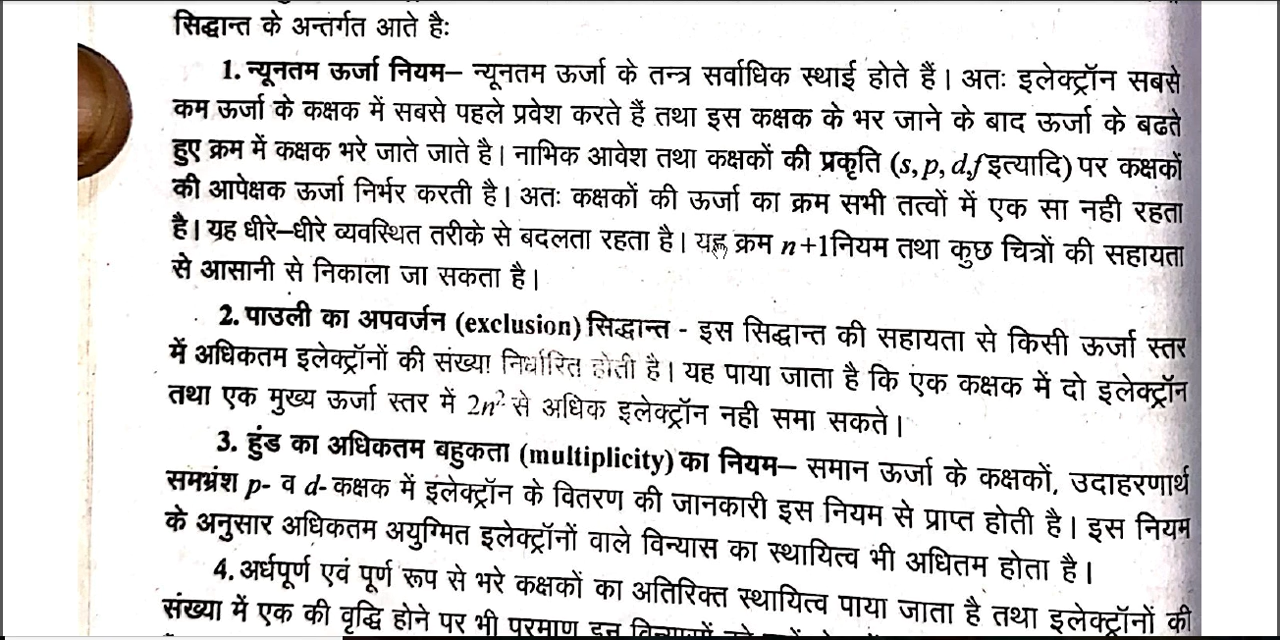 सिद्धान्त के अन्तर्गत आते हैः
1. न्यूनतम ऊर्जा नियम– न्यूनतम ऊर्जा के तन्त्र सर्वाधिक स्थाई होते हैं। अतः इलेक्ट्रॉन सबसे
कम ऊर्जा के कक्षक में सबसे पहले प्रवेश करते हैं तथा इस कक्षक के भर जाने के बाद ऊर्जा के बढते
हुए क्रम में कक्षक भरे जाते जाते है। नाभिक आवेश तथा कक्षकों की प्रकृति (s, p, d,f इत्यादि) पर कक्षकों
की आपेक्षक ऊर्जा निर्भर करती है। अतः कक्षकों की ऊर्जा का क्रम सभी तत्वों में एक सा नही रहता
है। यह धीरे–धीरे व्यवस्थित तरीके से बदलता रहता है। यह क्रम n+1नियम तथा कुछ चित्रों की सहायता
से आसानी से निकाला जा सकता है।
2. पाउली का अपवर्जन (exclusion) सिद्धान्त - इस सिद्धान्त की सहायता से किसी ऊर्जा स्तर
में अधिकतम इलेक्ट्रॉनों की संख्या निर्धारित होती है। यह पाया जाता है कि एक कक्षक में दो इलेक्ट्रॉन
तथा एक मुख्य ऊर्जा स्तर में 2n² से अधिक इलेक्ट्रॉन नही समा सकते।
3. हुंड का अधिकतम बहुकता (multiplicity) का नियम– समान ऊर्जा के कक्षकों, उदाहरणार्थ
समभ्रंश p- व d- कक्षक में इलेक्ट्रॉन के वितरण की जानकारी इस नियम से प्राप्त होती है। इस नियम
के अनुसार अधिकतम अयुग्मित इलेक्ट्रॉनों वाले विन्यास का स्थायित्व भी अधितम होता है।
4. अर्धपूर्ण एवं पूर्ण रूप से भरे कक्षकों का अतिरिक्त स्थायित्व पाया जाता है तथा इलेक्ट्रॉनों की
संख्या में एक की वृद्धि होने पर भी परमाणु इन विन्यासों को